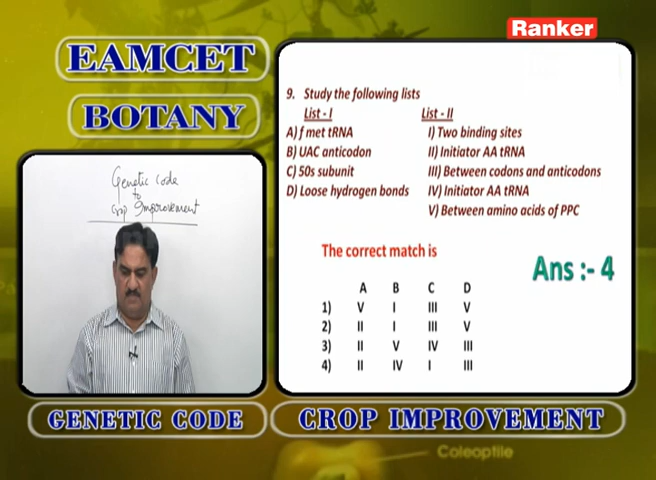 Ranker
EAMCET
BOTANY
Genetic code
to
Crop Improvement
9. Study the following lists
List - I List - II
A) f met tRNA I) Two binding sites
B) UAC anticodon II) Initiator AA tRNA
C) 50s subunit III) Between codons and anticodons
D) Loose hydrogen bonds IV) Initiator AA tRNA
V) Between amino acids of PPC
The correct match is
Ans :- 4
A B C D
1) V I III V
2) II I III V
3) II V IV III
4) II IV I III
GENETIC CODE
CROP IMPROVEMENT
Coleoptile